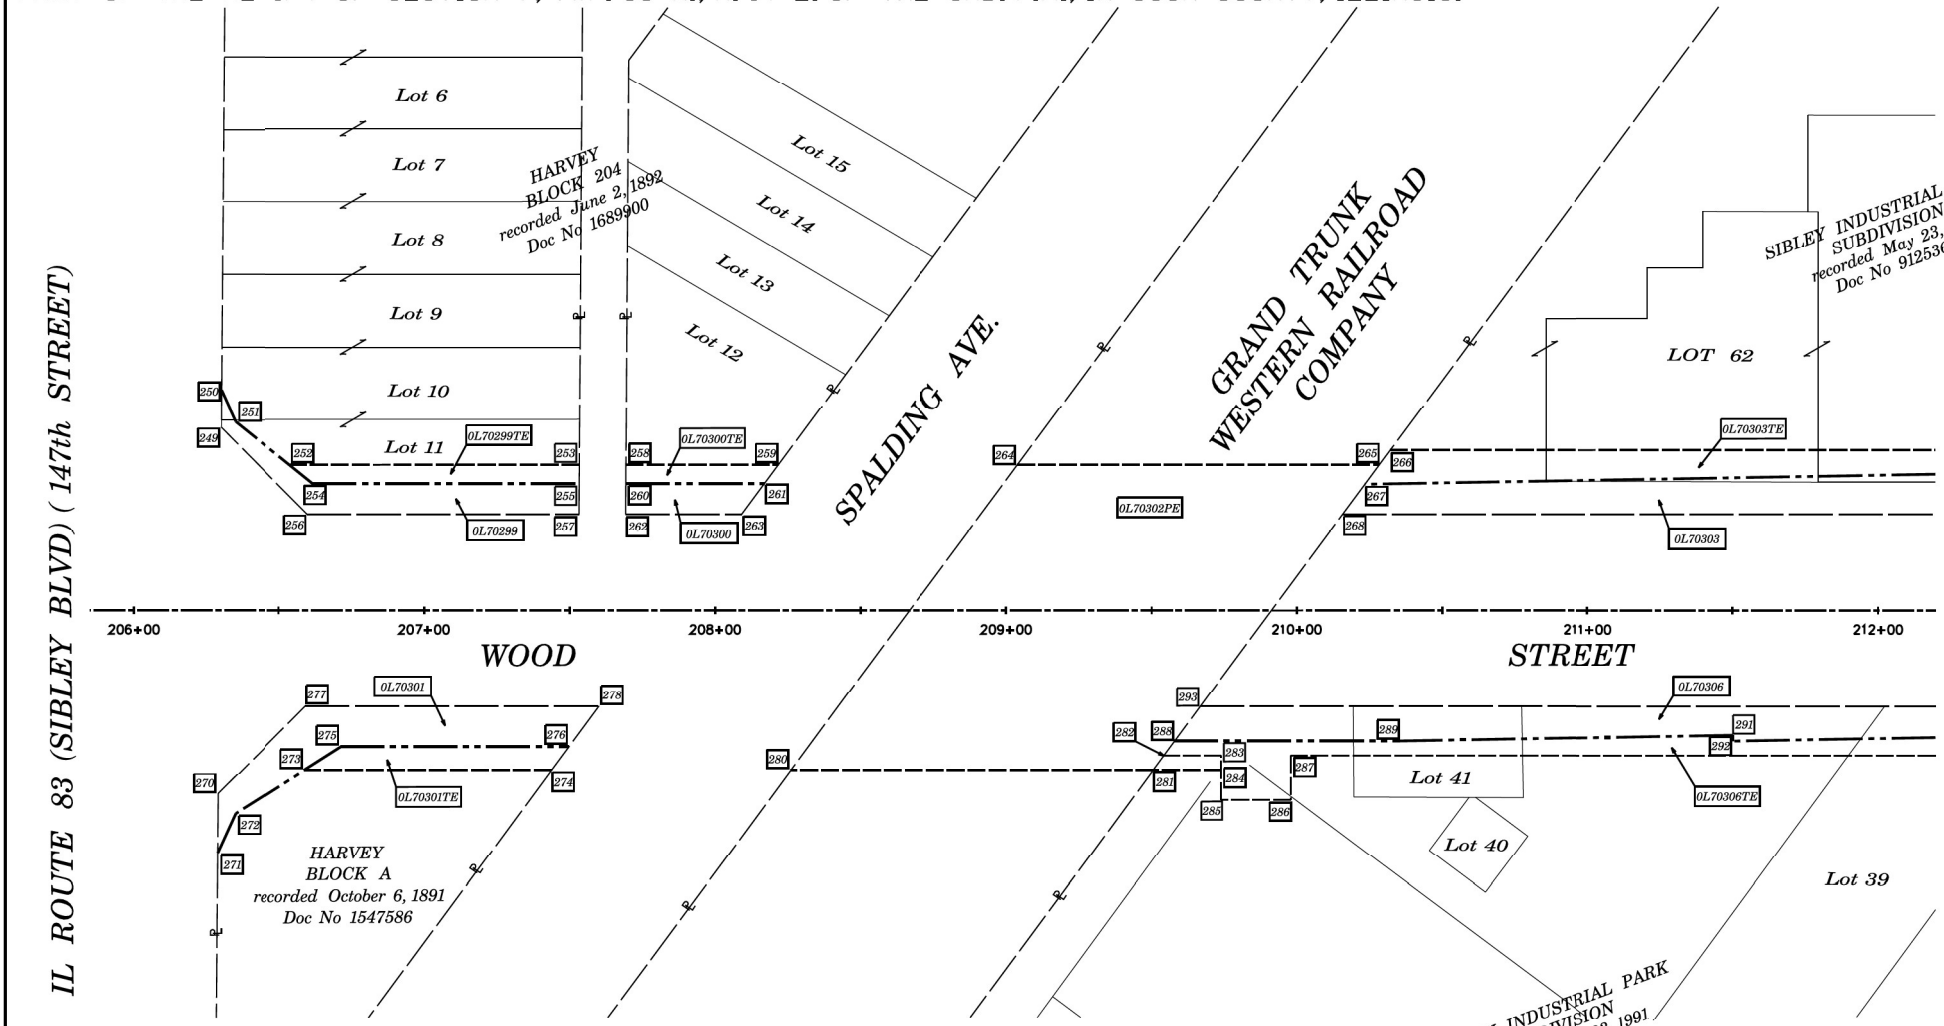 Lot 6
Lot 7
Lot 8
Lot 9
Lot 10
Lot 11
HARVEY
BLOCK 204
recorded June 2, 1892
Doc No 1689900
Lot 15
Lot 14
Lot 13
Lot 12
SPALDING AVE.
GRAND TRUNK
WESTERN RAILROAD
COMPANY
SIBLEY INDUSTRIAL
SUBDIVISION
recorded May 23,
Doc No
LOT 62
IL ROUTE 83 (SIBLEY BLVD) (147th STREET)
250
251
249
252
253
254
255
256
257
0L70299TE
0L70299
258
259
260
261
262
263
0L70300TE
0L70300
264
265
266
267
268
0L70302PE
0L70303TE
0L70303
206+00
207+00
208+00
209+00
210+00
211+00
212+00
WOOD
STREET
277
0L70301
278
275
276
273
274
270
272
271
0L70301TE
HARVEY
BLOCK A
recorded October 6, 1891
Doc No 1547586
280
293
282
288
283
281
284
285
286
287
289
0L70306
291
292
0L70306TE
Lot 41
Lot 40
Lot 39
INDUSTRIAL PARK
1991